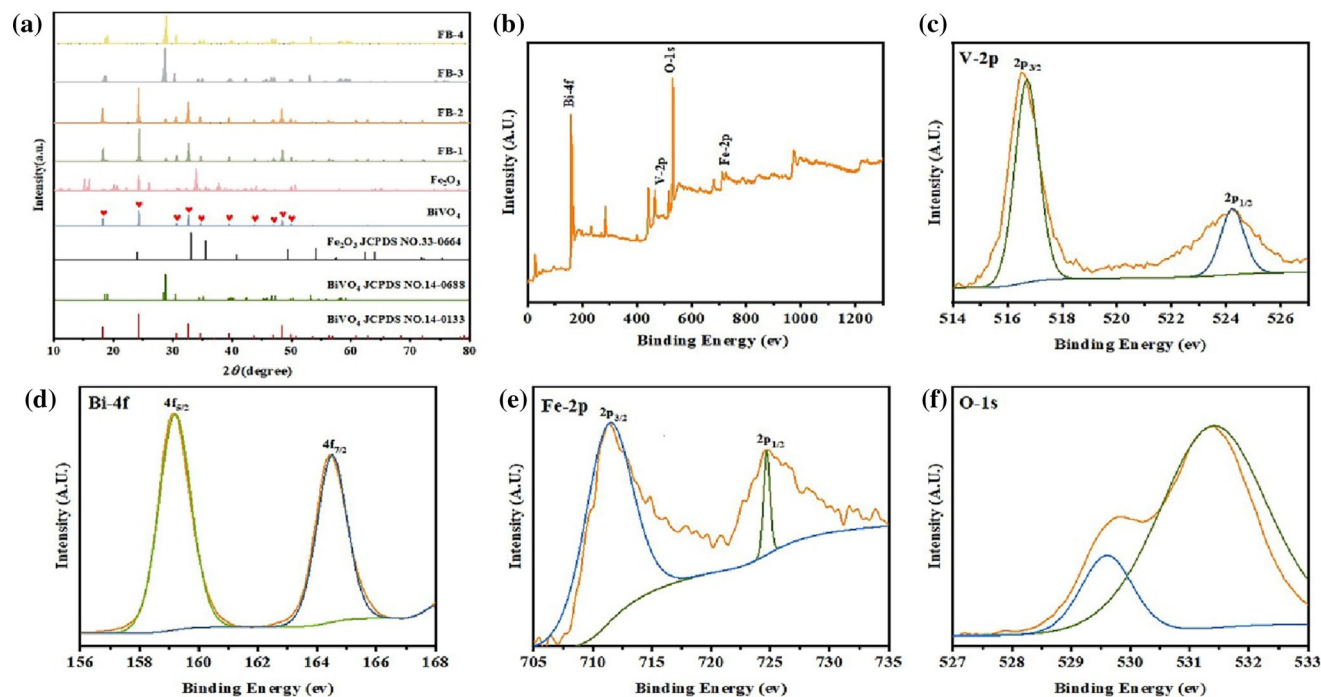 (a)
FB-4
FB-3
FB-2
FB-1
Fe₂O₃
BiVO₄
Fe₂O₃ JCPDS NO.33-0664
BiVO₄ JCPDS NO.14-0688
BiVO₄ JCPDS NO.14-0133
Intensity(a.u.)
10 20 30 40 50 60 70 80
2θ (degree)
(b)
Bi-4f
V-2p
O-1s
Fe-2p
Intensity (A.U.)
0 200 400 600 800 1000 1200
Binding Energy (ev)
(c)
V-2p
2p₃/₂
2p₁/₂
Intensity (A.U.)
514 516 518 520 522 524 526
Binding Energy (ev)
(d)
Bi-4f
4f₅/₂
4f₇/₂
Intensity (A.U.)
156 158 160 162 164 166 168
Binding Energy (ev)
(e)
Fe-2p
2p₃/₂
2p₁/₂
Intensity (A.U.)
705 710 715 720 725 730 735
Binding Energy (ev)
(f)
O-1s
Intensity (A.U.)
527 528 529 530 531 532 533
Binding Energy (ev)